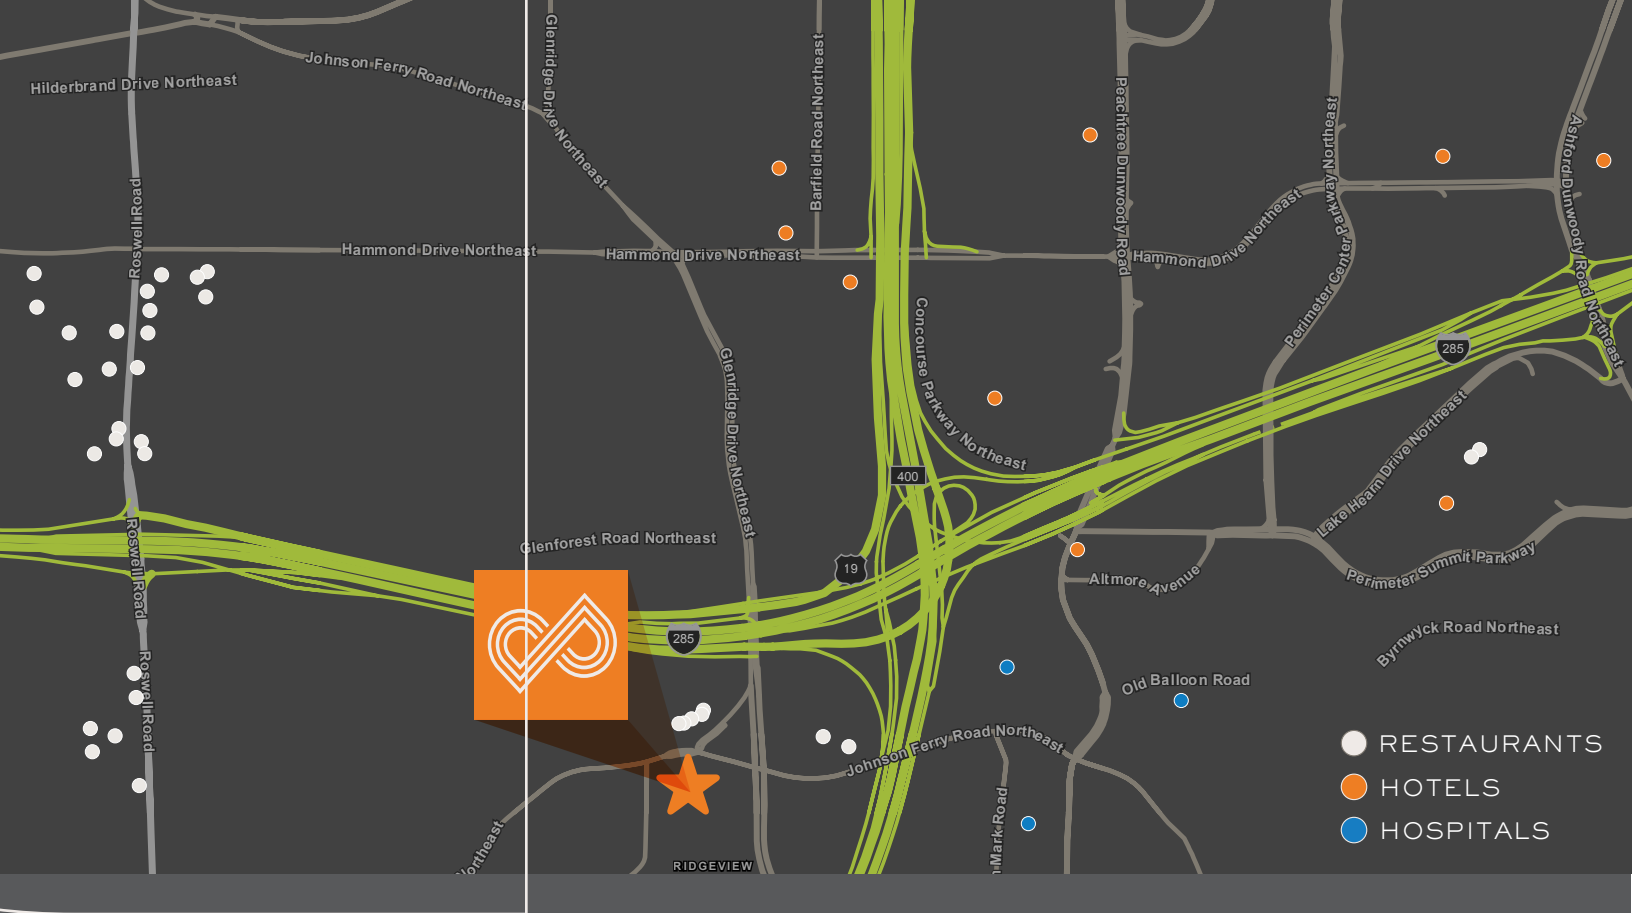 Glenridge Drive Northeast
Johnson Ferry Road Northeast
Hilderbrand Drive Northeast
Barfield Road Northeast
Peachtree Dunwoody Road
Perimeter Center Parkway Northeast
Ashford Dunwoody Road Northeast
Roswell Road
Hammond Drive Northeast
Hammond Drive Northeast
Hammond Drive Northeast
Concourse Parkway Northeast
285
Glenridge Drive Northeast
Lake Hearn Drive Northeast
400
Roswell Road
Glenforest Road Northeast
19
Altmore Avenue
Perimeter Summit Parkway
285
Byrnwyck Road Northeast
Roswell Road
Old Balloon Road
Johnson Ferry Road Northeast
RESTAURANTS
HOTELS
HOSPITALS
Mark Road
Northeast
RIDGEVIEW